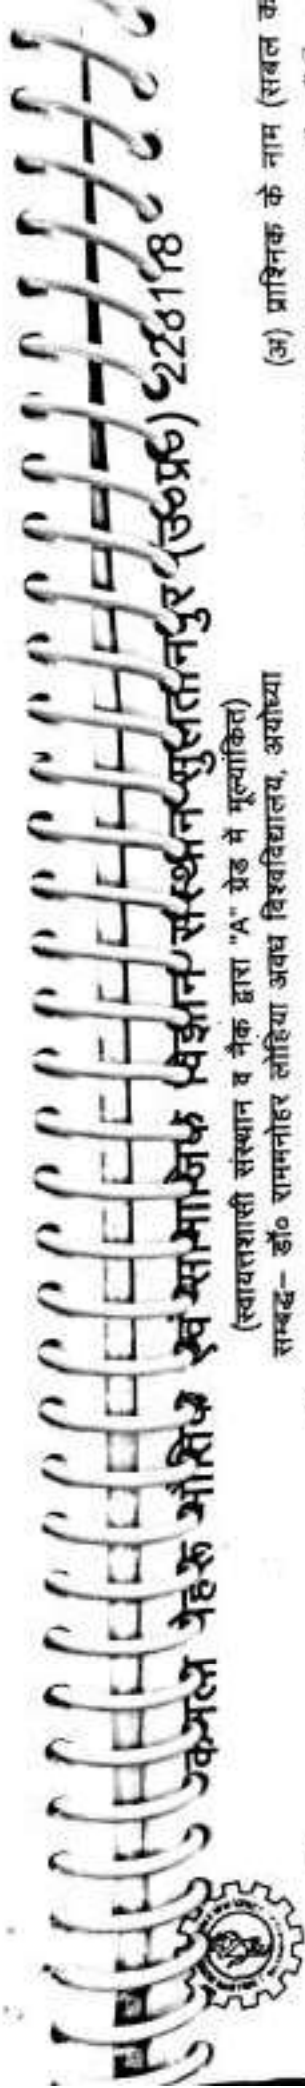 कमला नेहरू भौतिक एवं सामाजिक विज्ञान संस्थान सुलतानपुर (उ०प्र०) 228118
(स्वायत्तशासी संस्थान व नैक द्वारा "A" ग्रेड में मूल्यांकित)
सम्बद्ध– डॉ० राममनोहर लोहिया अवध विश्वविद्यालय, अयोध्या
(अ) प्राश्निक के नाम (सबल